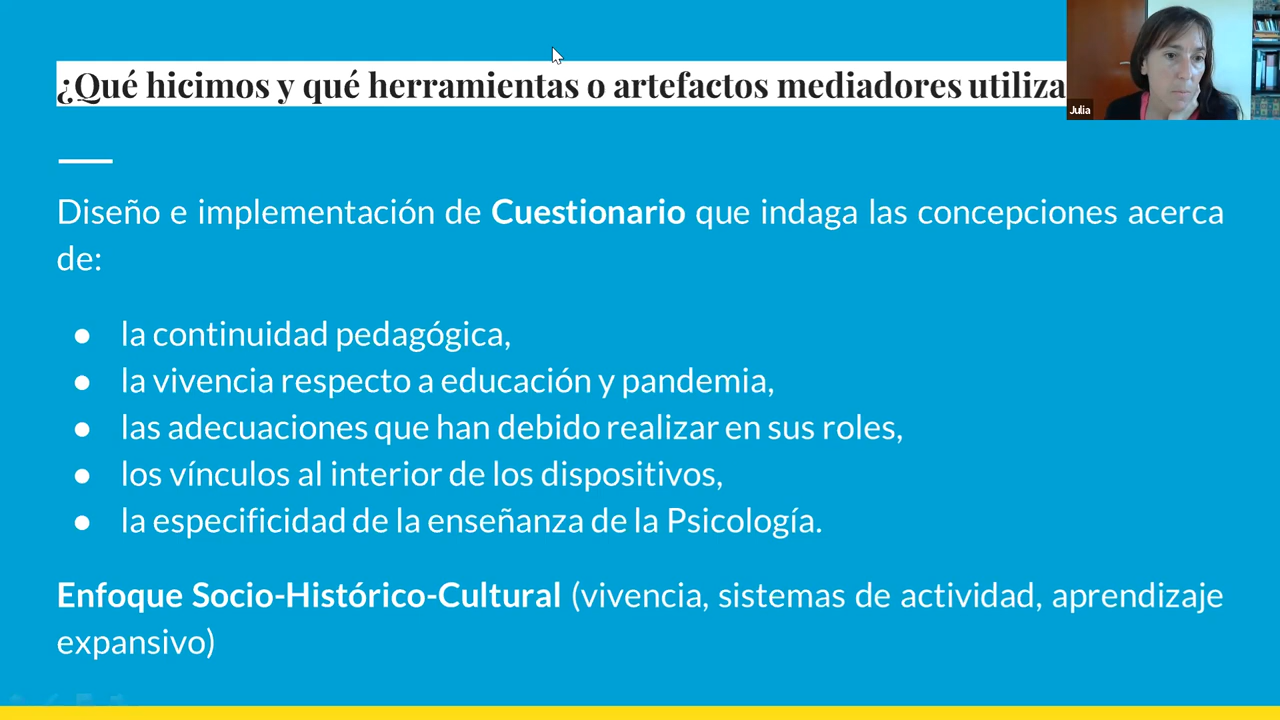 ¿Qué hicimos y qué herramientas o artefactos mediadores utiliza
Julia
Diseño e implementación de Cuestionario que indaga las concepciones acerca
de:
● la continuidad pedagógica,
● la vivencia respecto a educación y pandemia,
● las adecuaciones que han debido realizar en sus roles,
● los vínculos al interior de los dispositivos,
● la especificidad de la enseñanza de la Psicología.
Enfoque Socio-Histórico-Cultural (vivencia, sistemas de actividad, aprendizaje
expansivo)